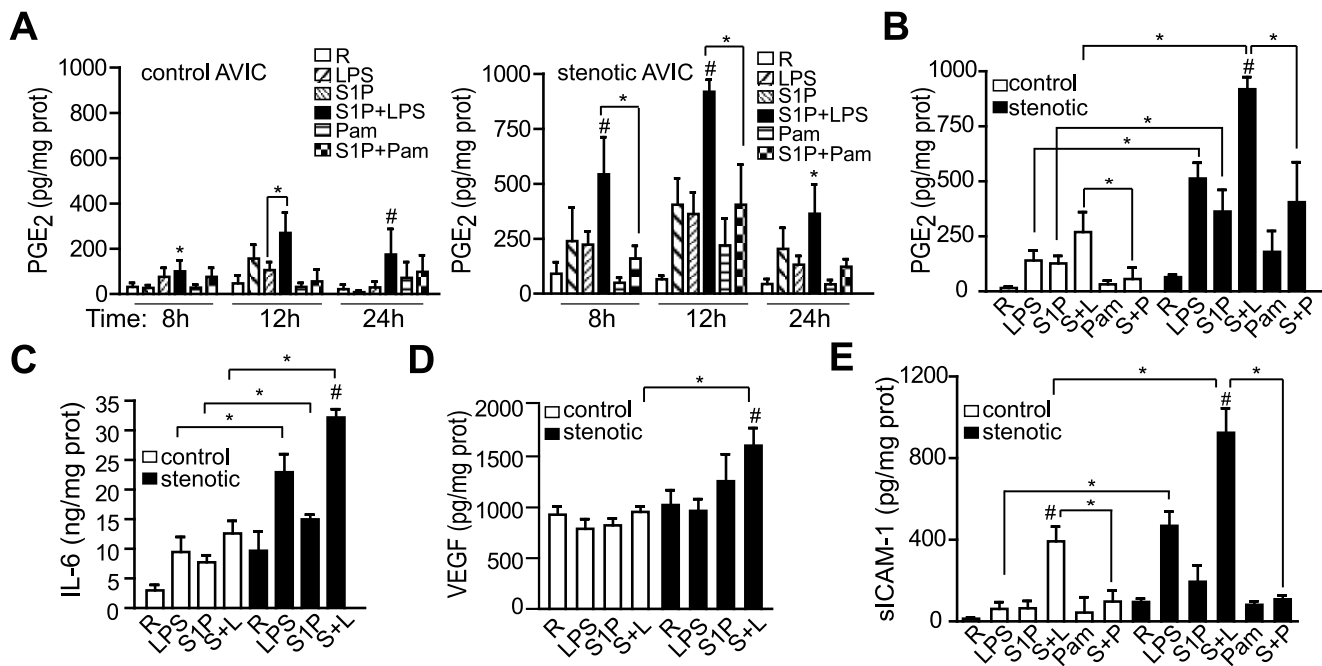 A
PGE2 (pg/mg prot)
1000
800
600
400
200
0
control AVIC
R
LPS
S1P
S1P+LPS
Pam
S1P+Pam
*
*
#
Time: 8h 12h 24h
PGE2 (pg/mg prot)
1000
750
500
250
0
stenotic AVIC
R
LPS
S1P
S1P+LPS
Pam
S1P+Pam
#
*
#
*
*
8h 12h 24h
B
PGE2 (pg/mg prot)
1000
750
500
250
0
control
stenotic
*
*
#
*
*
*
R LPS S1P S+L Pam S+P R LPS S1P S+L Pam S+P
C
IL-6 (ng/mg prot)
35
30
25
20
15
10
5
0
control
stenotic
*
*
*
#
R LPS S1P S+L R LPS S1P S+L
D
VEGF (pg/mg prot)
2000
1500
1000
500
0
control
stenotic
*
#
R LPS S1P S+L R LPS S1P S+L
E
sICAM-1 (pg/mg prot)
1200
800
400
0
control
stenotic
*
*
#
*
#
*
R LPS S1P S+L Pam S+P R LPS S1P S+L Pam S+P